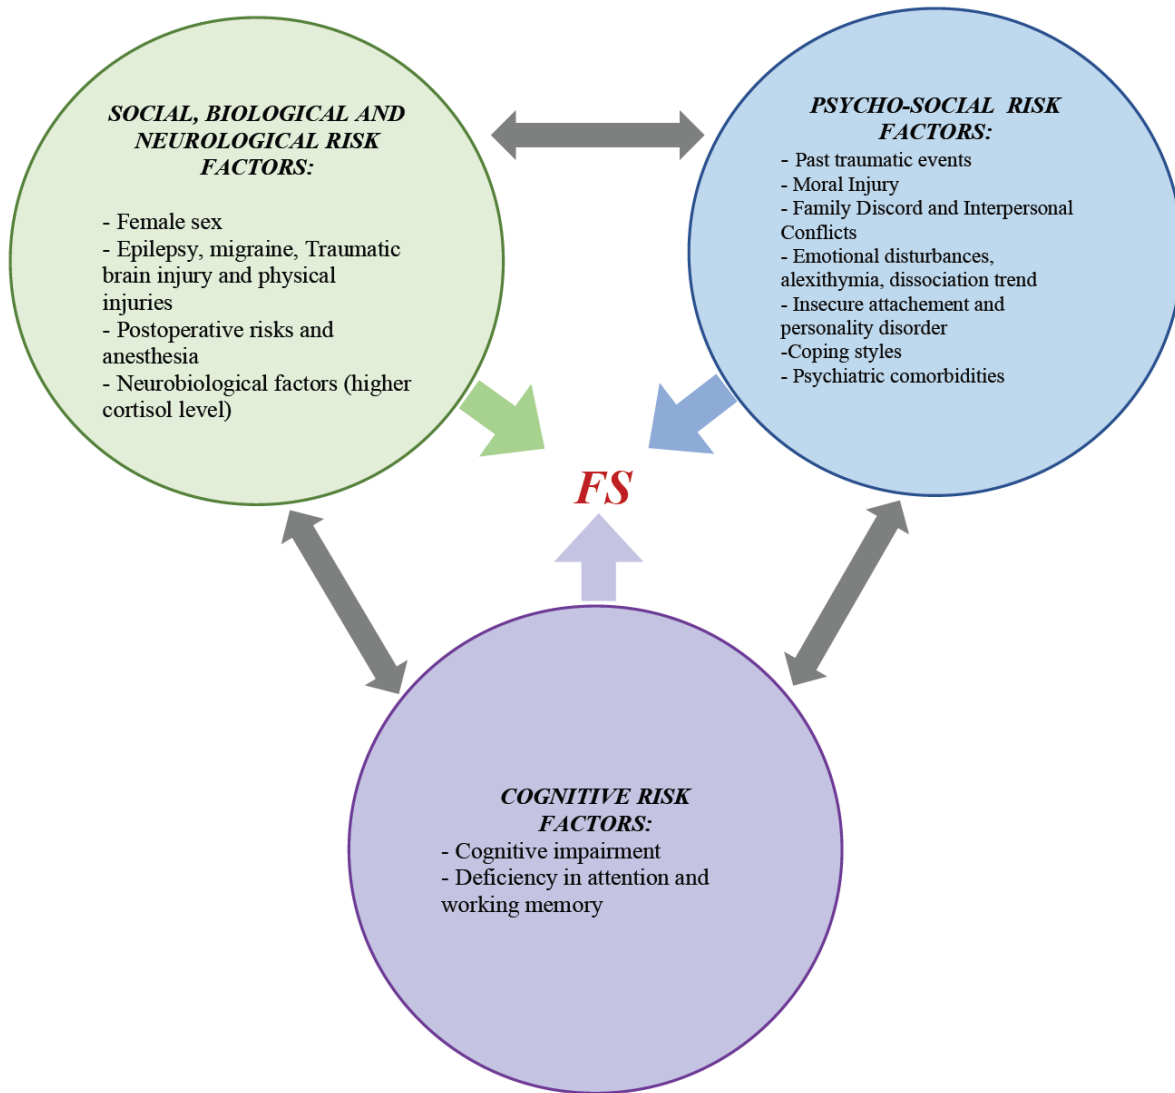 SOCIAL, BIOLOGICAL AND
NEUROLOGICAL RISK
FACTORS:
- Female sex
- Epilepsy, migraine, Traumatic
brain injury and physical
injuries
- Postoperative risks and
anesthesia
- Neurobiological factors (higher
cortisol level)
PSYCHO-SOCIAL RISK
FACTORS:
- Past traumatic events
- Moral Injury
- Family Discord and Interpersonal
Conflicts
- Emotional disturbances,
alexithymia, dissociation trend
- Insecure attachement and
personality disorder
-Coping styles
- Psychiatric comorbidities
FS
COGNITIVE RISK
FACTORS:
- Cognitive impairment
- Deficiency in attention and
working memory